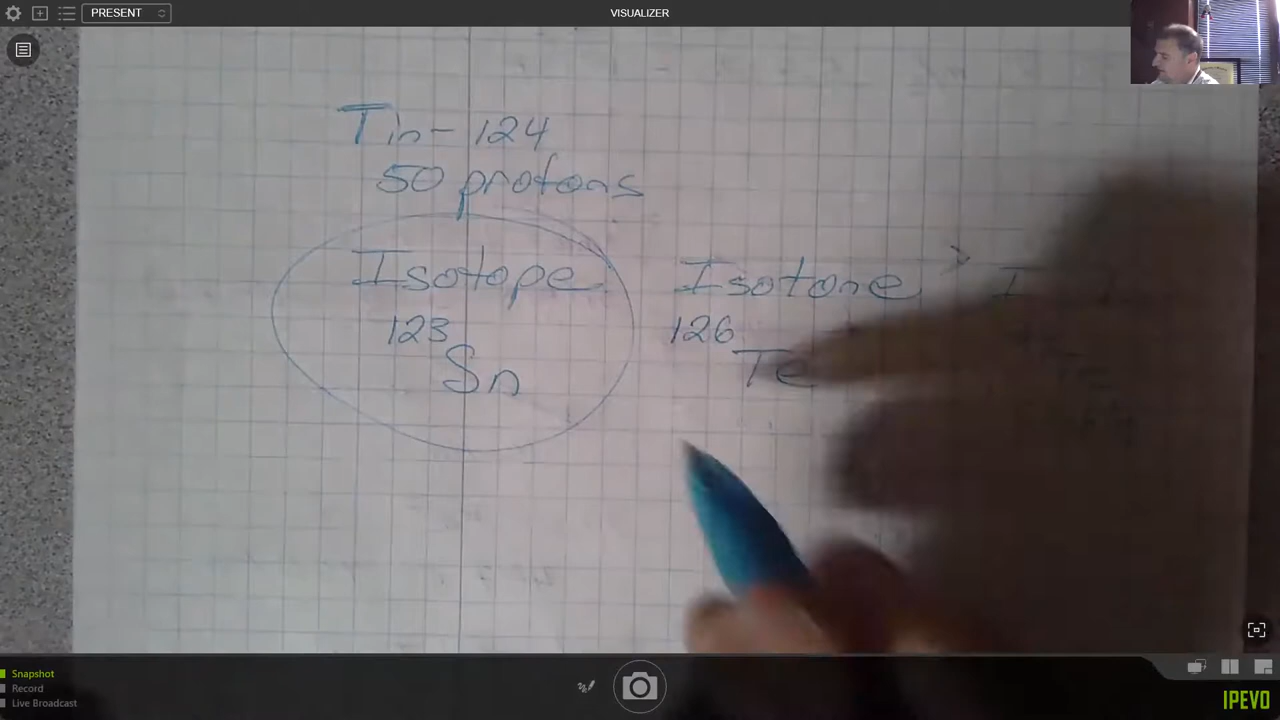 PRESENT
VISUALIZER
Tin-124
50 protons
Isotope
Isotone
123
Sn
126
Te
Snapshot
Record
Live Broadcast
IPEVO